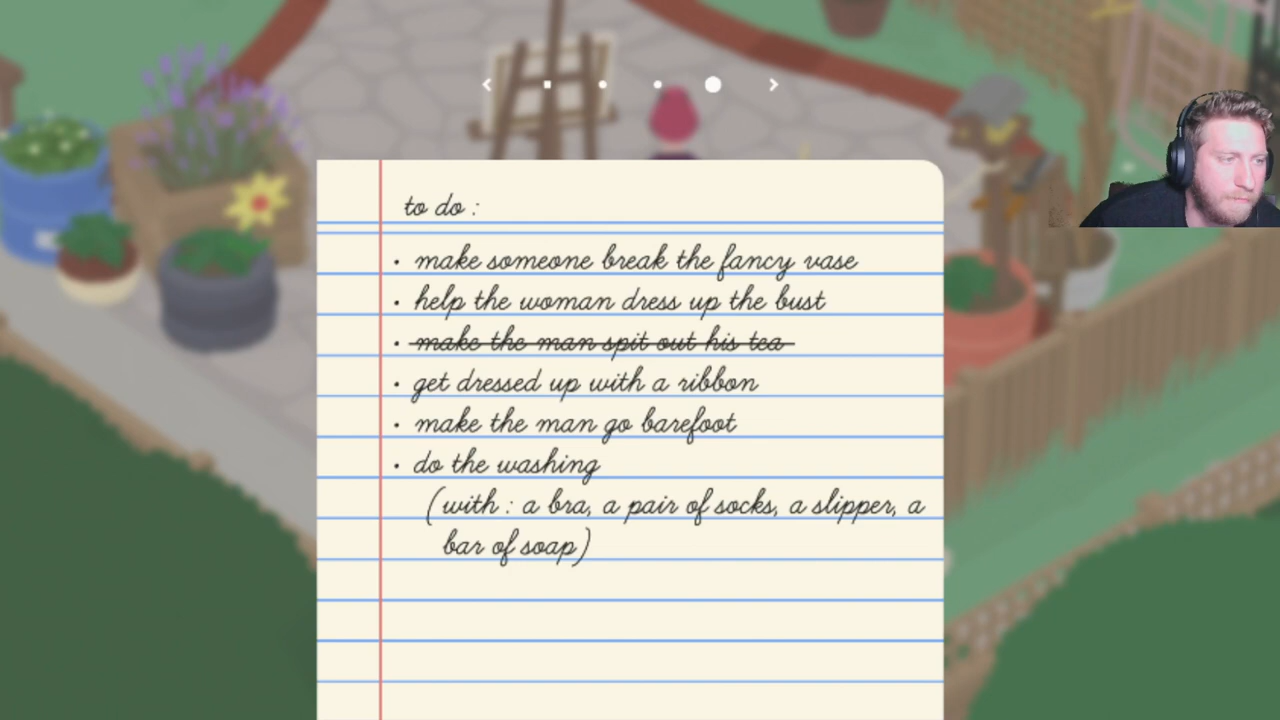 to do :
• make someone break the fancy vase
• help the woman dress up the bust
• make the man spit out his tea
• get dressed up with a ribbon
• make the man go barefoot
• do the washing
(with : a bra, a pair of socks, a slipper, a
bar of soap)